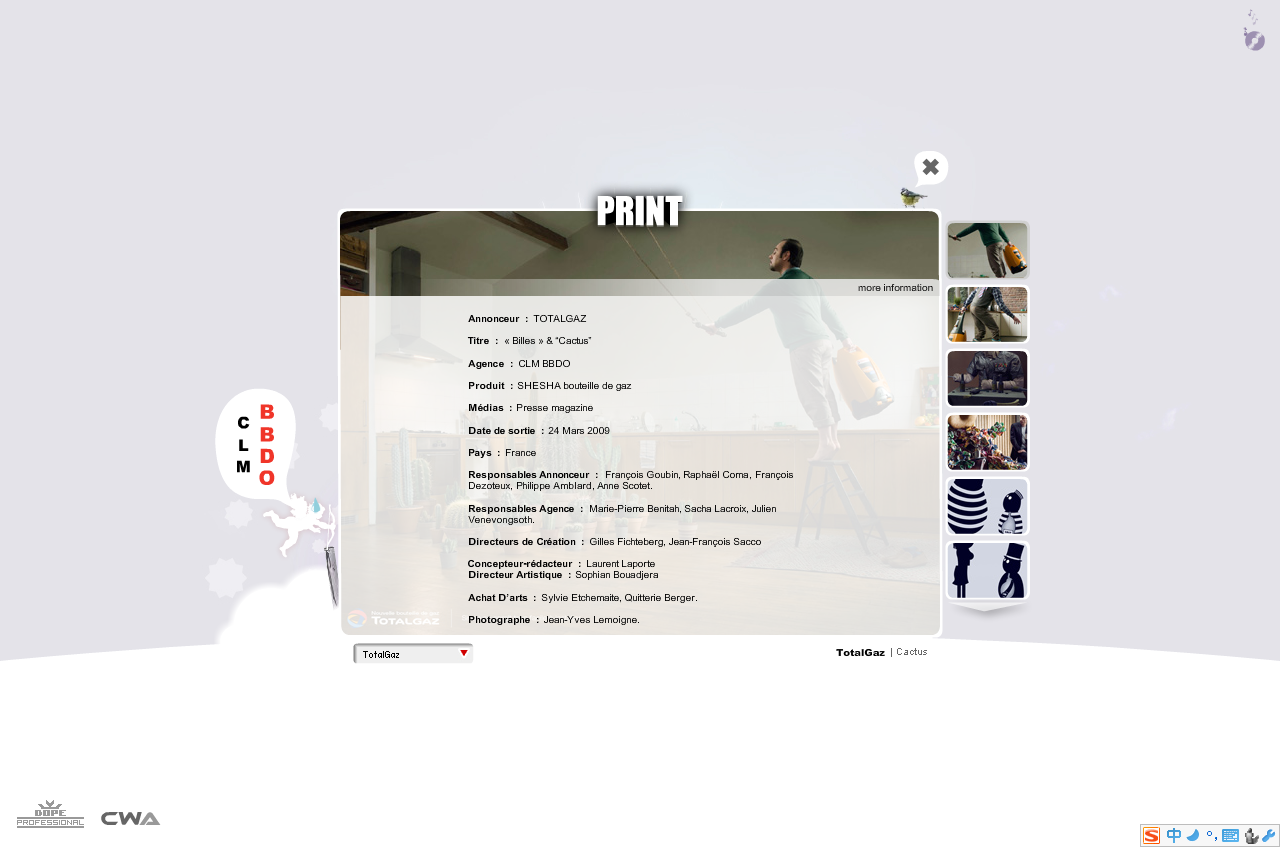 PRINT
more information
Annonceur : TOTALGAZ
Titre : « Billes » & "Cactus"
Agence : CLM BBDO
Produit : SHESHA bouteille de gaz
Médias : Presse magazine
Date de sortie : 24 Mars 2009
Pays : France
Responsables Annonceur : François Goubin, Raphaël Coma, François
Dezoteux, Philippe Amblard, Anne Scotet.
Responsables Agence : Marie-Pierre Benitah, Sacha Lacroix, Julien
Venevongsoth.
Directeurs de Création : Gilles Fichteberg, Jean-François Sacco
Concepteur-rédacteur : Laurent Laporte
Directeur Artistique : Sophian Bouadjera
Achat D'arts : Sylvie Etchemaite, Quitterie Berger.
Photographe : Jean-Yves Lemoigne.
TOTALGAZ
CLM
BBDO
TotalGaz
TotalGaz | Cactus
DOPE
PROFESSIONAL
CWA
S 中 °,